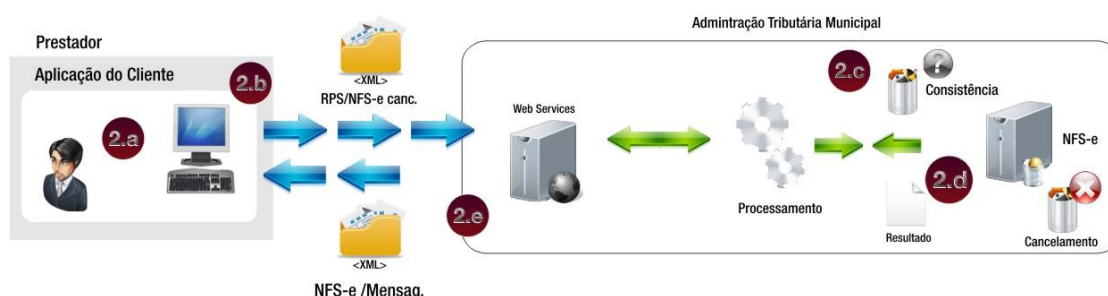 Admintração Tributária Municipal
Prestador
Aplicação do Cliente
2.a
2.b
<XML>
RPS/NFS-e canc.
Web Services
Processamento
2.c
?
Consistência
NFS-e
2.d
Resultado
Cancelamento
2.e
<XML>
NFS-e /Mensag.